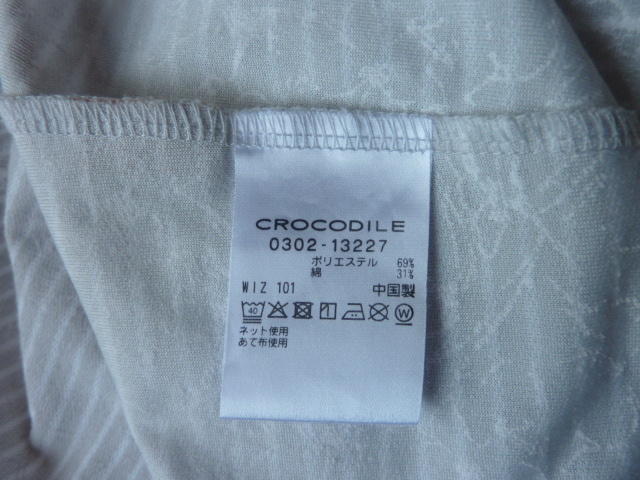 CROCODILE
0302-13227
ポリエステル 69%
綿 31%
WIZ 101 中国製
40 W
ネット使用
あて布使用